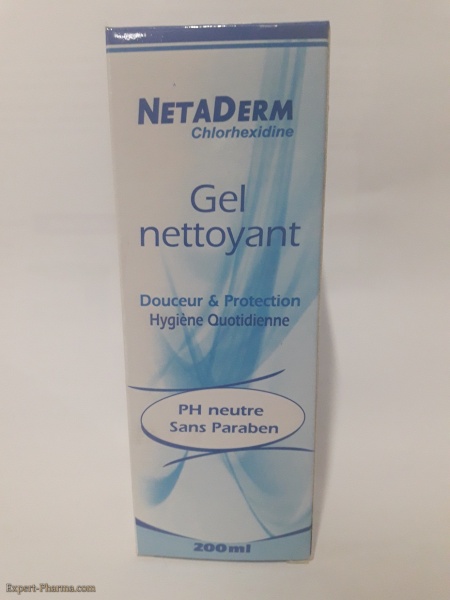 NETADERM
Chlorhexidine
Gel
nettoyant
Douceur & Protection
Hygiène Quotidienne
PH neutre
Sans Paraben
200ml
Expert-Pharma.com